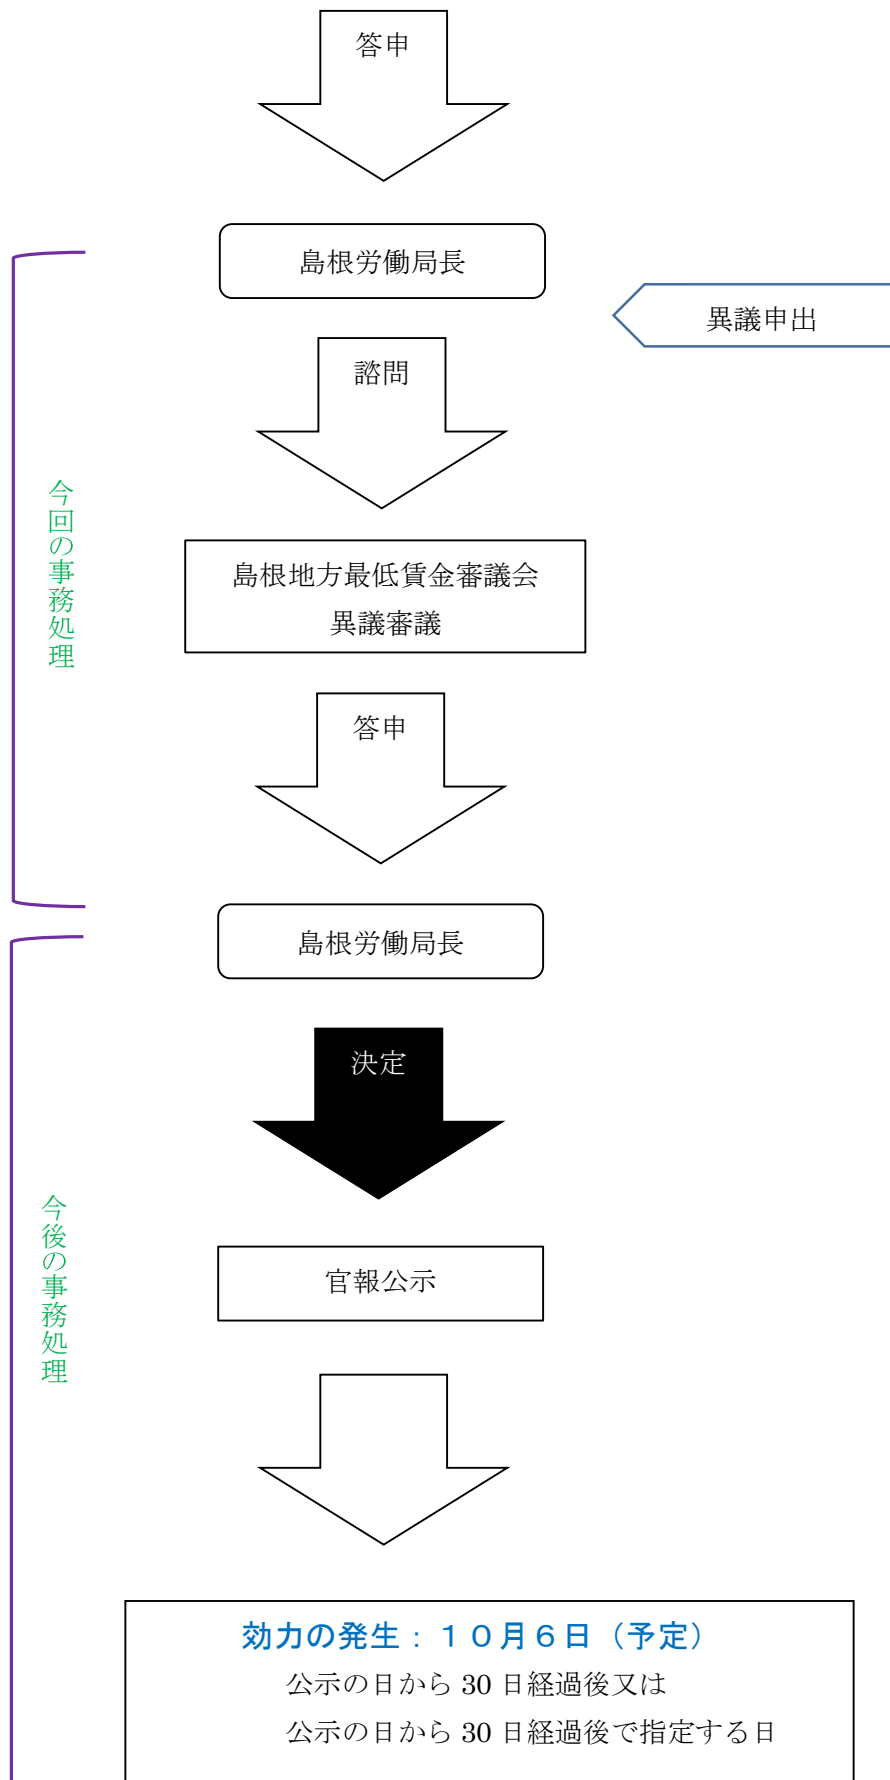 答申
島根労働局長
異議申出
諮問
今回の事務処理
島根地方最低賃金審議会
異議審議
答申
島根労働局長
決定
今後の事務処理
官報公示
効力の発生：１０月６日（予定）
公示の日から 30 日経過後又は
公示の日から 30 日経過後で指定する日